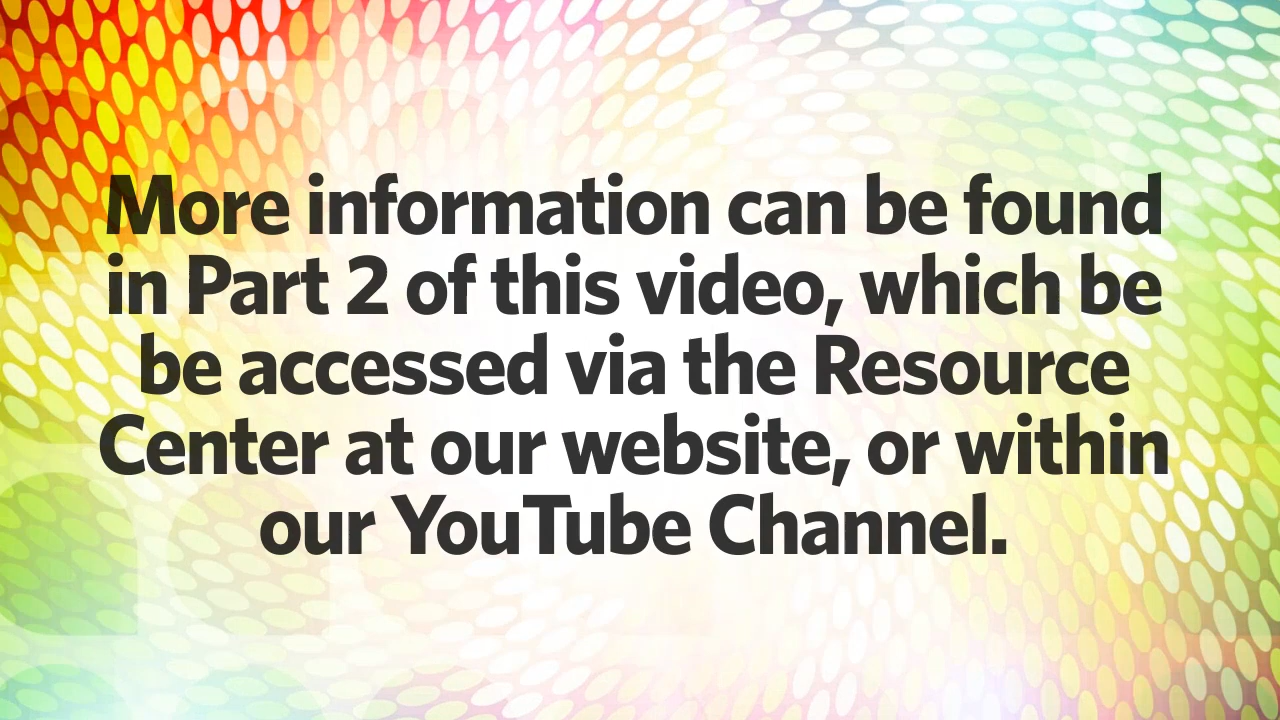 More information can be found
in Part 2 of this video, which be
be accessed via the Resource
Center at our website, or within
our YouTube Channel.